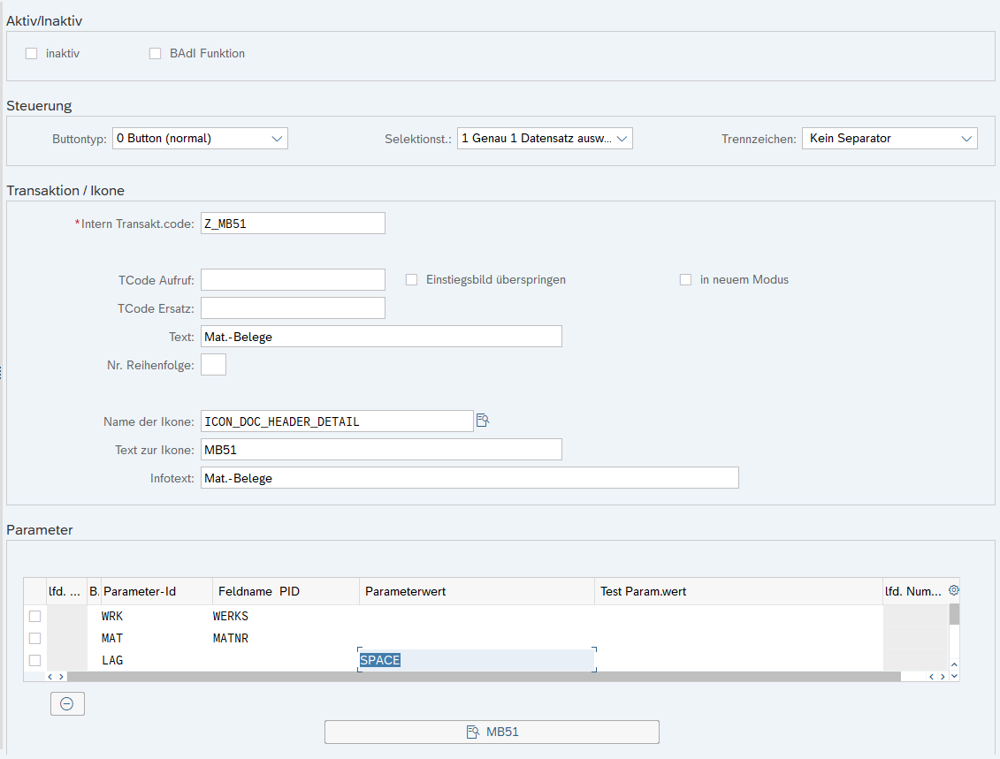 Aktiv/Inaktiv
inaktiv BAdI Funktion
Steuerung
Buttontyp: 0 Button (normal) Selektionst.: 1 Genau 1 Datensatz ausw... Trennzeichen: Kein Separator
Transaktion / Ikone
*Intern Transakt.code: Z_MB51
TCode Aufruf: Einstiegsbild überspringen in neuem Modus
TCode Ersatz:
Text: Mat.-Belege
Nr. Reihenfolge:
Name der Ikone: ICON_DOC_HEADER_DETAIL
Text zur Ikone: MB51
Infotext: Mat.-Belege
Parameter
lfd. ... B. Parameter-Id Feldname PID Parameterwert Test Param.wert lfd. Num...
WRK WERKS
MAT MATNR
LAG SPACE
MB51